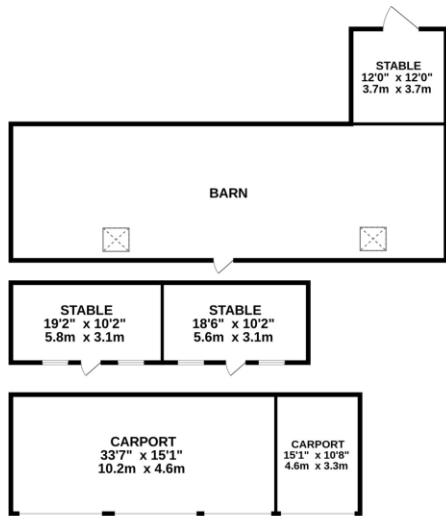 STABLE
12'0" x 12'0"
3.7m x 3.7m
BARN
STABLE
19'2" x 10'2"
5.8m x 3.1m
STABLE
18'6" x 10'2"
5.6m x 3.1m
CARPORT
33'7" x 15'1"
10.2m x 4.6m
CARPORT
15'1" x 10'8"
4.6m x 3.3m